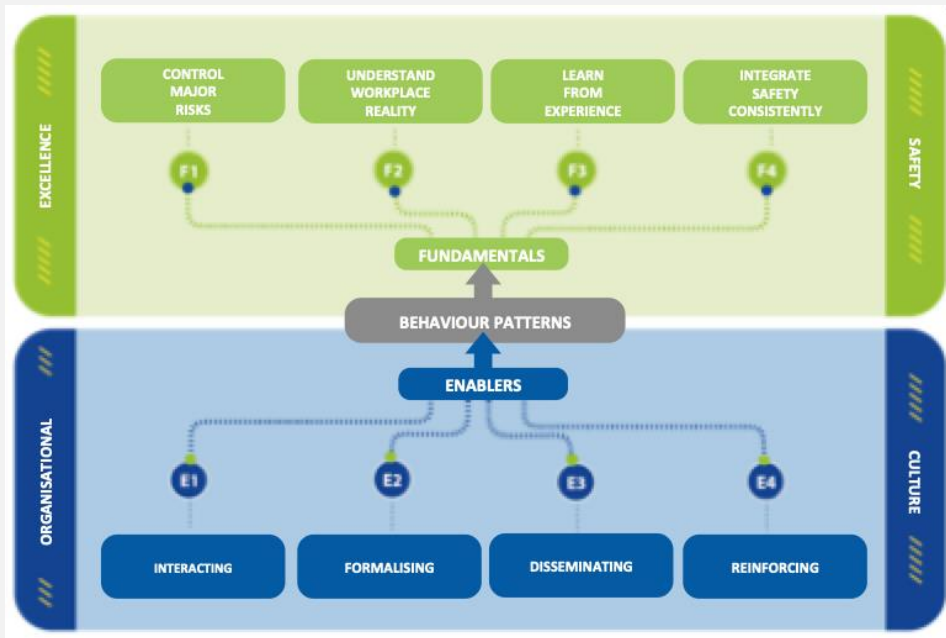 CONTROL
MAJOR
RISKS
UNDERSTAND
WORKPLACE
REALITY
LEARN
FROM
EXPERIENCE
INTEGRATE
SAFETY
CONSISTENTLY
EXCELLENCE
SAFETY
F1
F2
F3
F4
FUNDAMENTALS
BEHAVIOUR PATTERNS
ENABLERS
ORGANISATIONAL
CULTURE
E1
E2
E3
E4
INTERACTING
FORMALISING
DISSEMINATING
REINFORCING